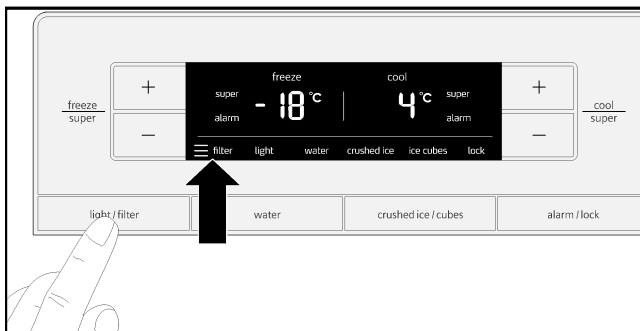 freeze
super
+
−
freeze cool
super -18 °C 4 °C super
alarm alarm
filter light water crushed ice ice cubes lock
+
−
cool
super
light / filter water crushed ice / cubes alarm / lock